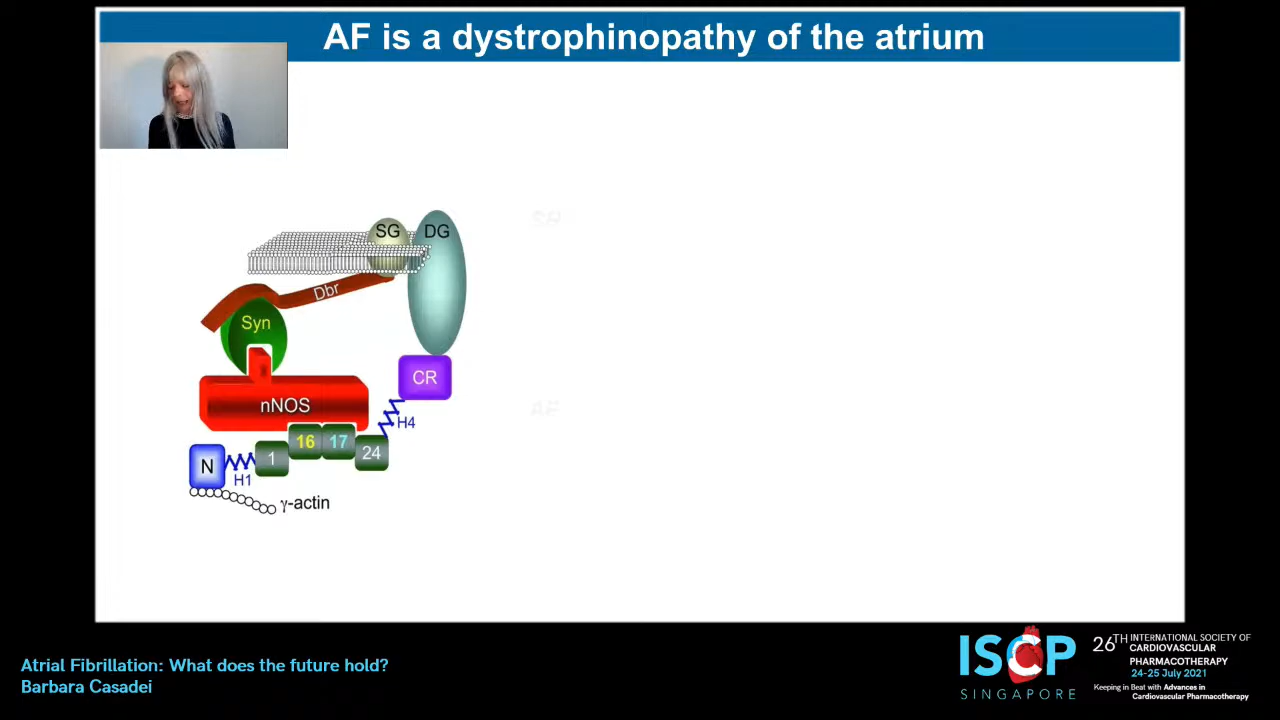 AF is a dystrophinopathy of the atrium
SR
SG DG
Dbr
Syn
CR
nNOS
AF
H4
16 17
24
1
N
H1
γ-actin
Atrial Fibrillation: What does the future hold?
Barbara Casadei
ISCP
SINGAPORE
26TH INTERNATIONAL SOCIETY OF
CARDIOVASCULAR
PHARMACOTHERAPY
24-25 July 2021
Keeping in Beat with Advances in
Cardiovascular Pharmacotherapy